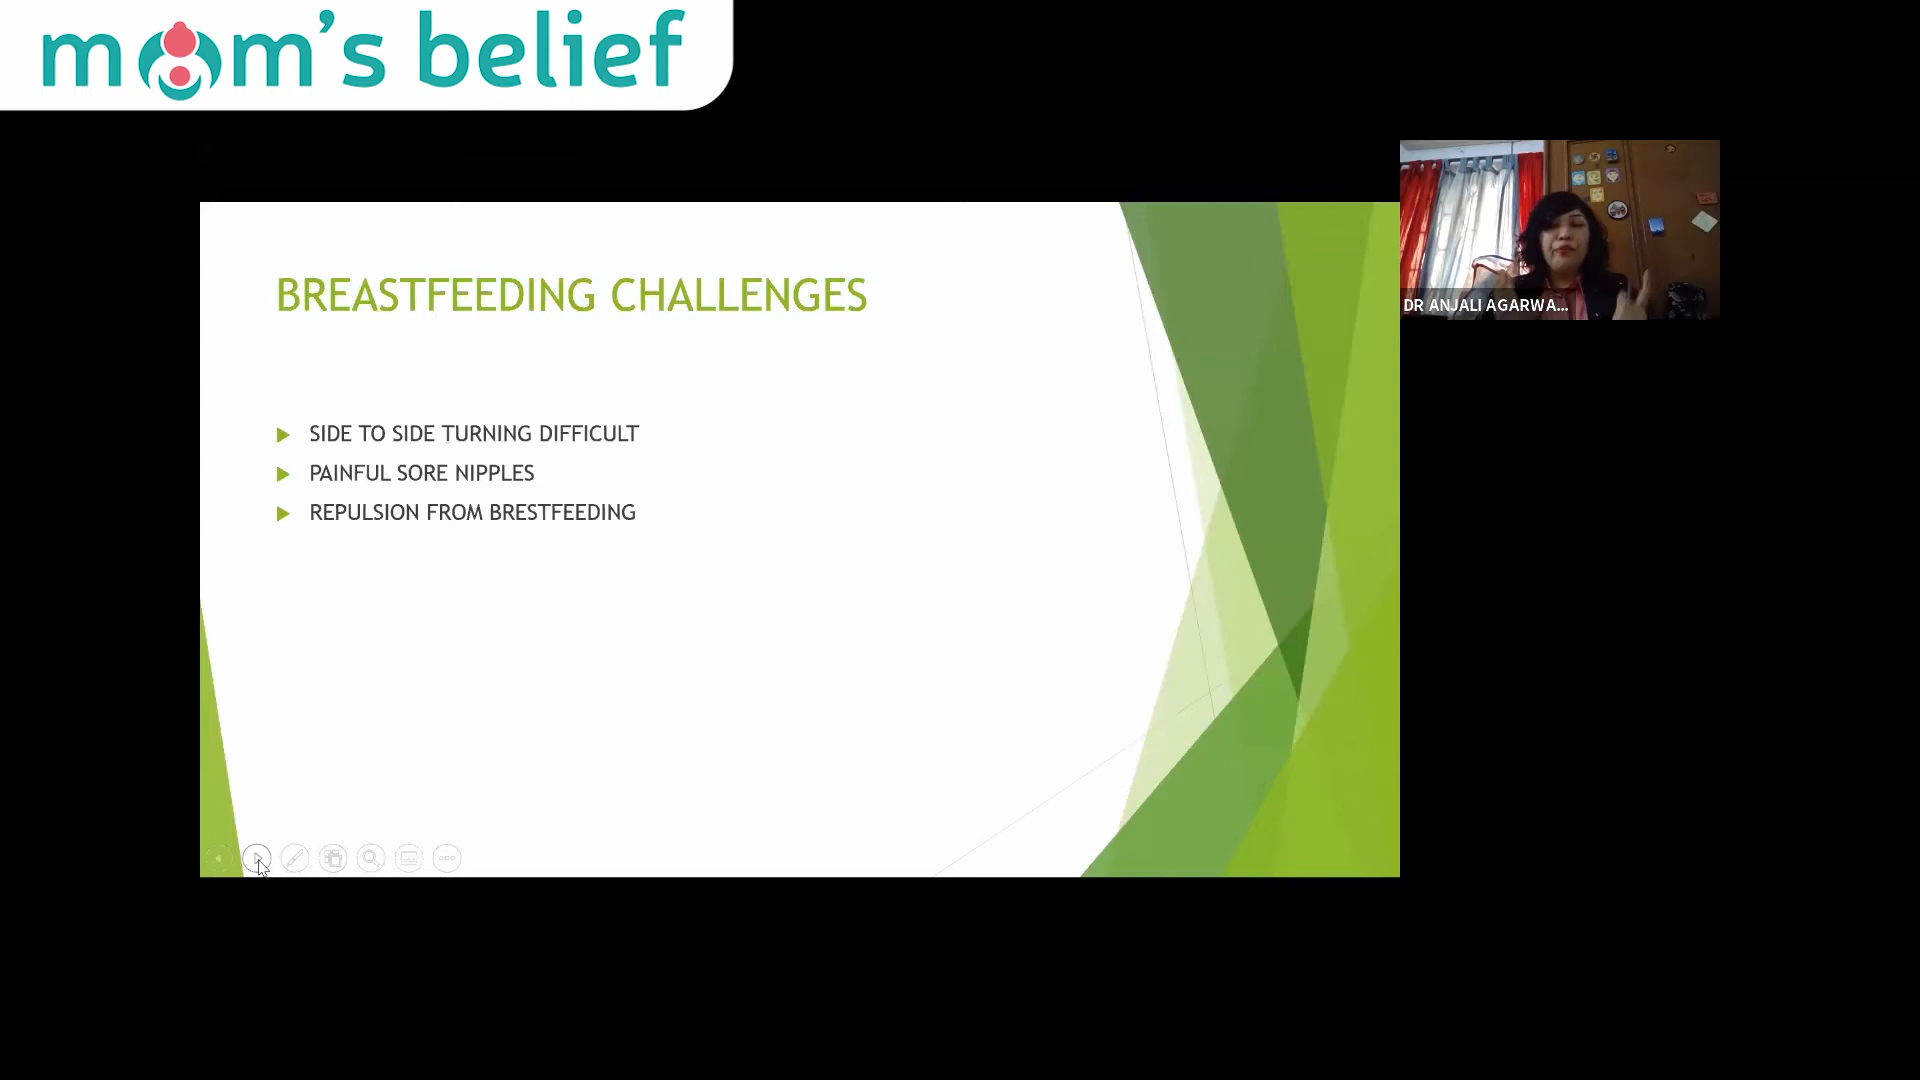 mom's belief
BREASTFEEDING CHALLENGES
SIDE TO SIDE TURNING DIFFICULT
PAINFUL SORE NIPPLES
REPULSION FROM BRESTFEEDING
DR ANJALI AGARWA...